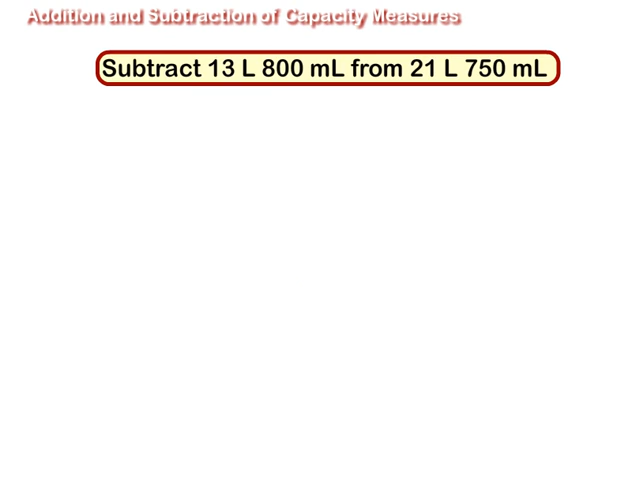 Addition and Subtraction of Capacity Measures
Subtract 13 L 800 mL from 21 L 750 mL